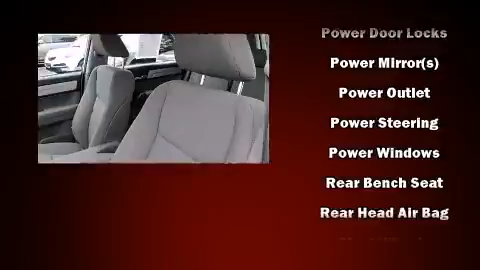 Power Door Locks
Power Mirror(s)
Power Outlet
Power Steering
Power Windows
Rear Bench Seat
Rear Head Air Bag